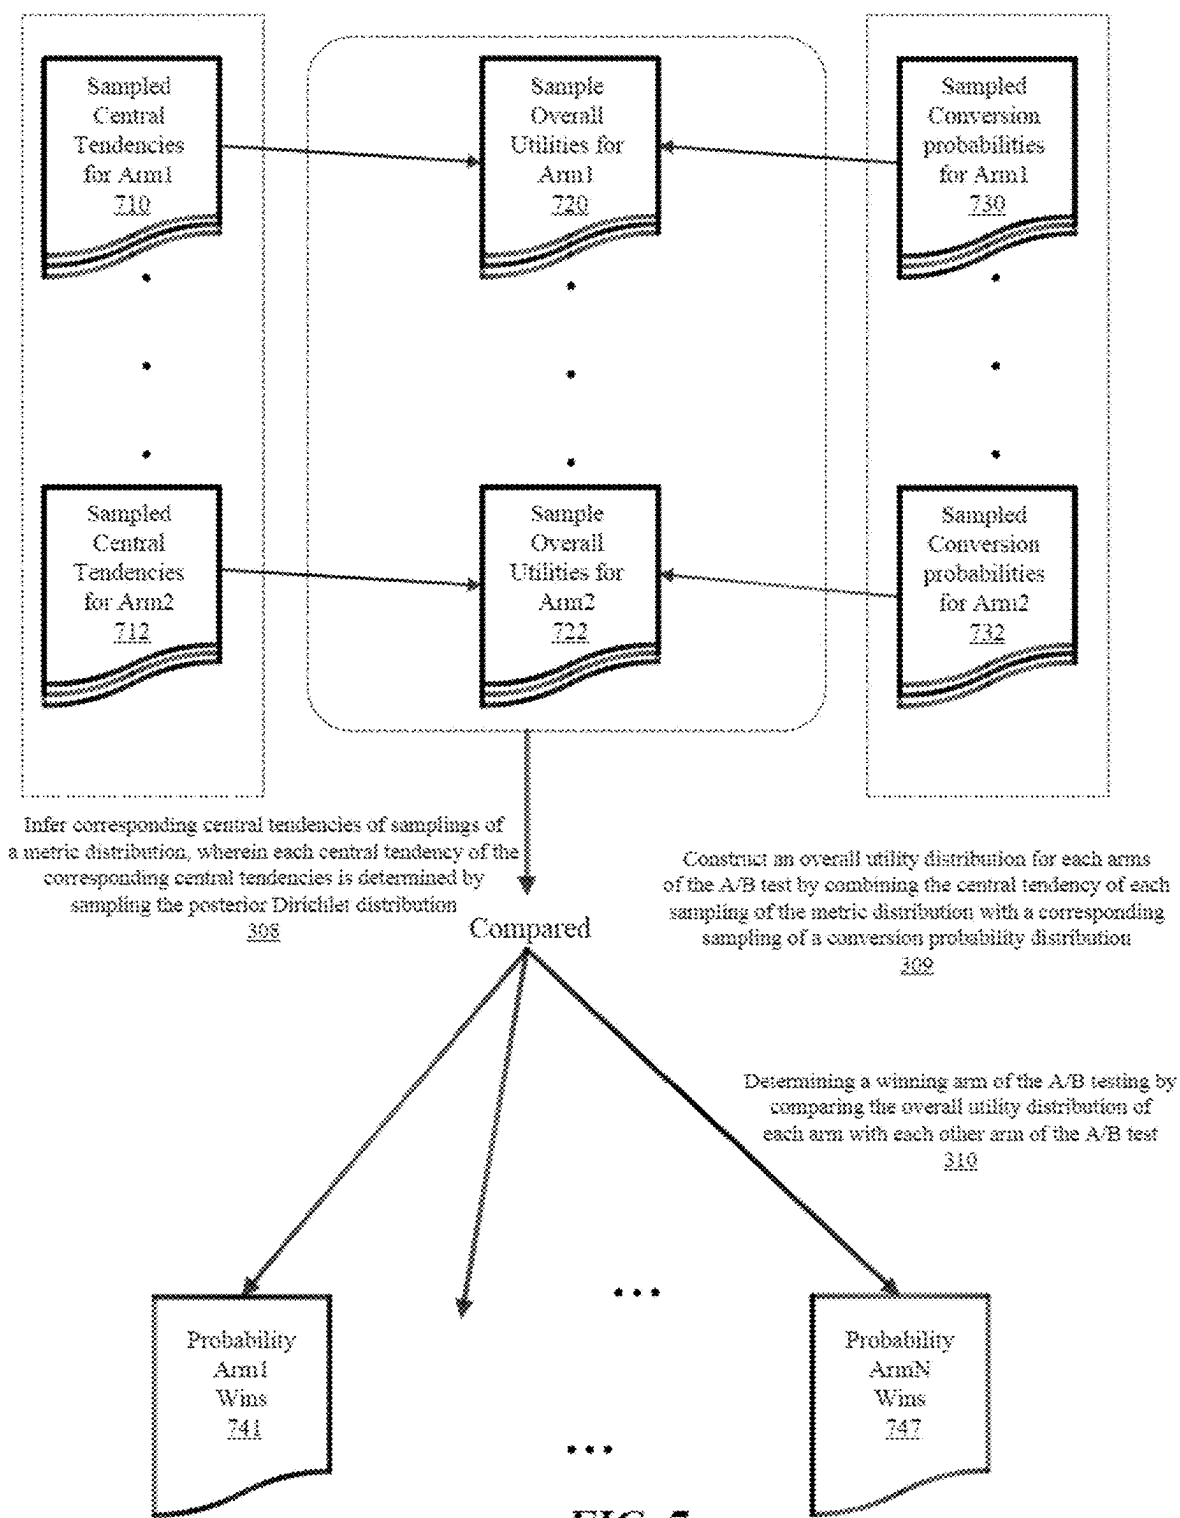 Sampled
Central
Tendencies
for Arm1
710
Sample
Overall
Utilities for
Arm1
720
Sampled
Conversion
probabilities
for Arm1
730
Sampled
Central
Tendencies
for Arm2
712
Sample
Overall
Utilities for
Arm2
722
Sampled
Conversion
probabilities
for Arm2
732
Infer corresponding central tendencies of samplings of
a metric distribution, wherein each central tendency of the
corresponding central tendencies is determined by
sampling the posterior Dirichlet distribution
308
Construct an overall utility distribution for each arms
of the A/B test by combining the central tendency of each
sampling of the metric distribution with a corresponding
sampling of a conversion probability distribution
309
Compared
Determining a winning arm of the A/B testing by
comparing the overall utility distribution of
each arm with each other arm of the A/B test
310
Probability
Arm1
Wins
741
Probability
ArmN
Wins
747